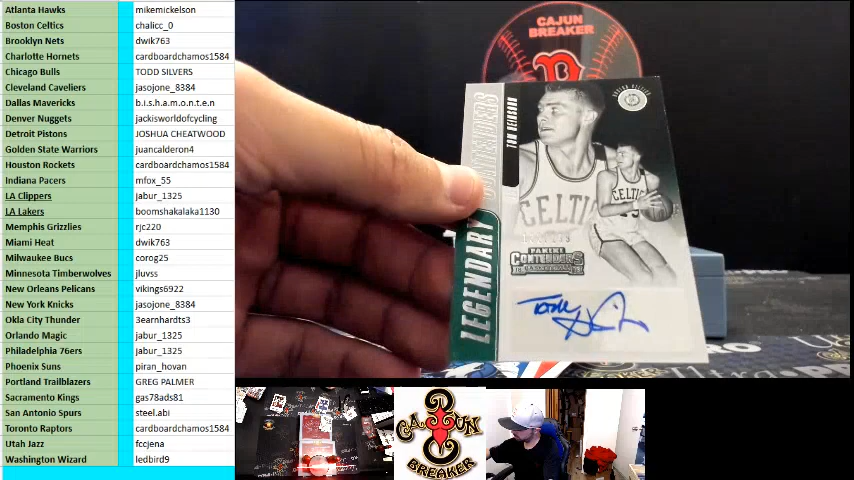 Atlanta Hawks mikemickelson
Boston Celtics chalicc_0
Brooklyn Nets dwik763
Charlotte Hornets cardboardchamos1584
Chicago Bulls TODD SILVERS
Cleveland Cavaliers jasojone_8384
Dallas Mavericks b.i.s.h.a.m.o.n.t.e.n
Denver Nuggets jackisworldofcycling
Detroit Pistons JOSHUA CHEATWOOD
Golden State Warriors juancalderon4
Houston Rockets cardboardchamos1584
Indiana Pacers mfox_55
LA Clippers jabur_1325
LA Lakers boomshakalaka1130
Memphis Grizzlies rjc220
Miami Heat dwik763
Milwaukee Bucs corog25
Minnesota Timberwolves jluvss
New Orleans Pelicans vikings6922
New York Knicks jasojone_8384
Okla City Thunder 3earnhardts3
Orlando Magic jabur_1325
Philadelphia 76ers jabur_1325
Phoenix Suns piran_hovan
Portland Trailblazers GREG PALMER
Sacramento Kings gas78ads81
San Antonio Spurs steel.abi
Toronto Raptors cardboardchamos1584
Utah Jazz fccjena
Washington Wizard ledbird9
CAJUN
BREAKER
LEGENDARY CONTENDERS
TOM HEINSOHN
CELTIC
PANINI
CONTENDERS
CAJUN
BREAKER